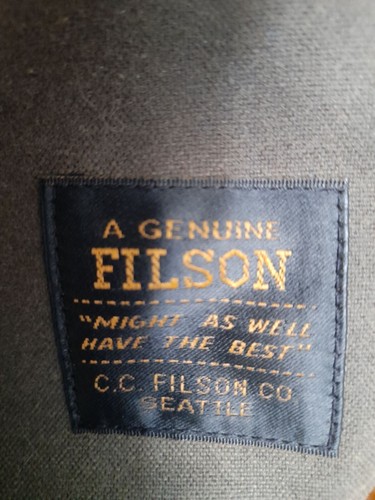 A GENUINE
FILSON
"MIGHT AS WELL
HAVE THE BEST"
C.C. FILSON CO
SEATTLE